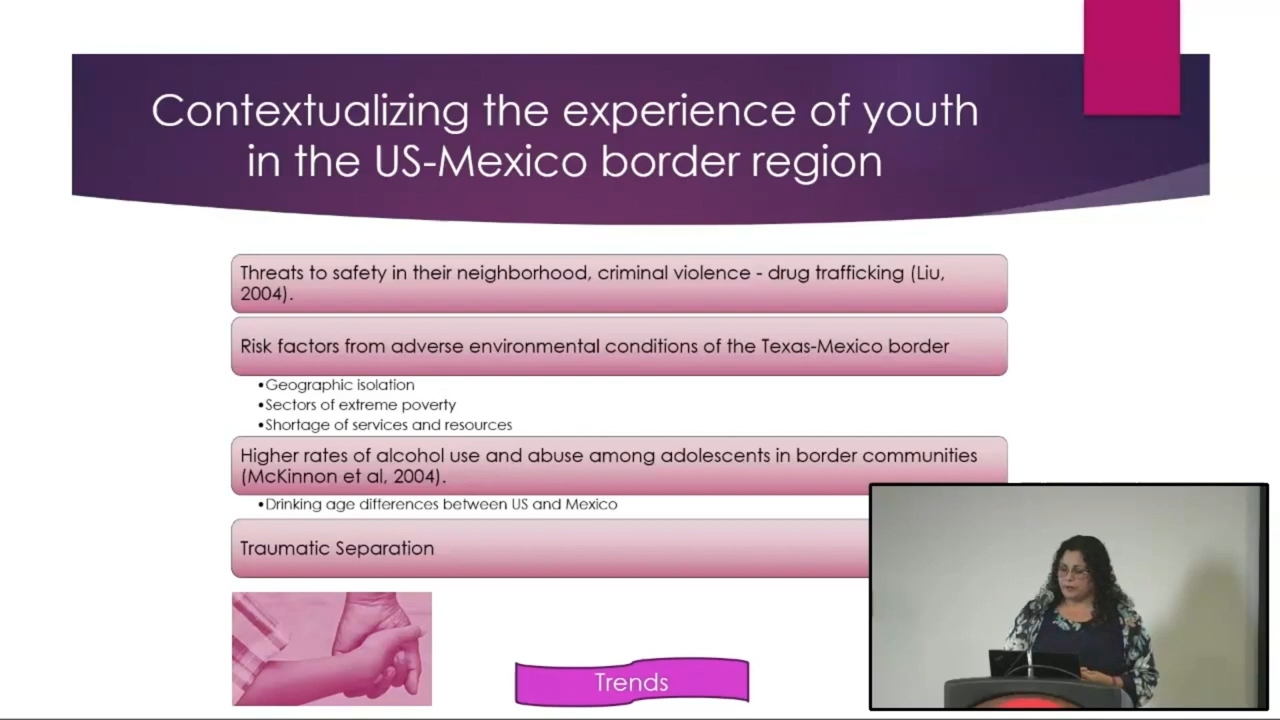 Contextualizing the experience of youth
in the US-Mexico border region
Threats to safety in their neighborhood, criminal violence - drug trafficking (Liu,
2004).
Risk factors from adverse environmental conditions of the Texas-Mexico border
•Geographic isolation
•Sectors of extreme poverty
•Shortage of services and resources
Higher rates of alcohol use and abuse among adolescents in border communities
(McKinnon et al, 2004).
•Drinking age differences between US and Mexico
Traumatic Separation
Trends